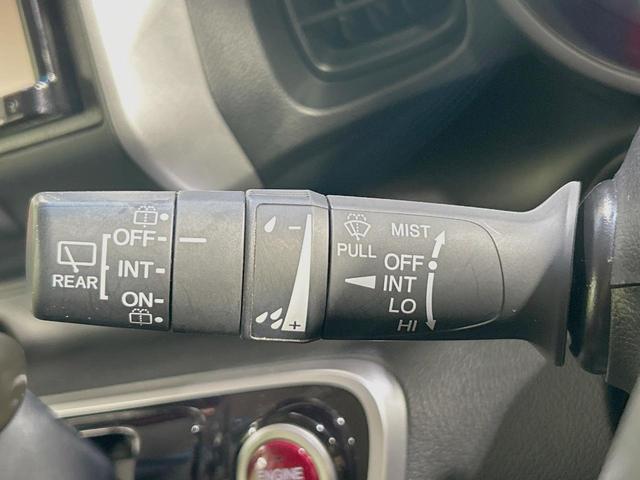 REAR
OFF
INT
ON
−
+
PULL
MIST
OFF
INT
LO
HI
ENGINE